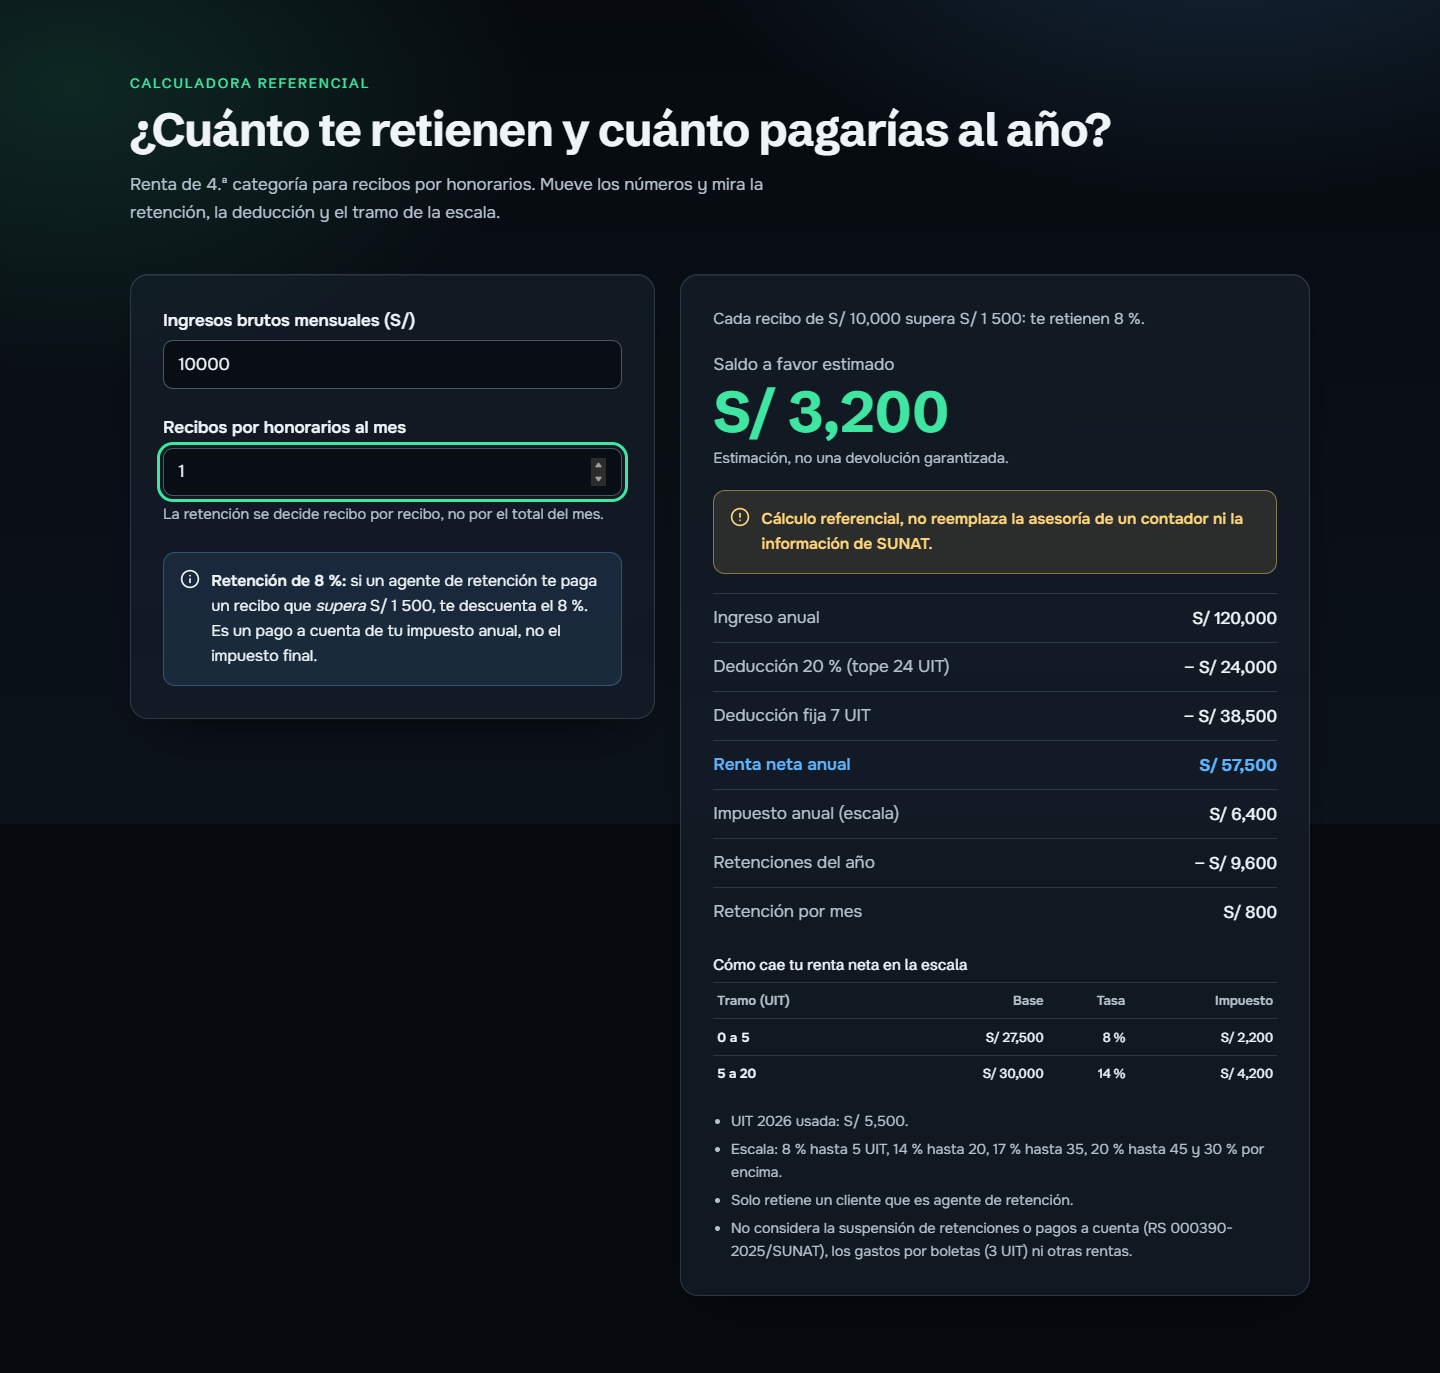 CALCULADORA REFERENCIAL
¿Cuánto te retienen y cuánto pagarías al año?
Renta de 4.ª categoría para recibos por honorarios. Mueve los números y mira la
retención, la deducción y el tramo de la escala.
Ingresos brutos mensuales (S/)
10000
Recibos por honorarios al mes
1
La retención se decide recibo por recibo, no por el total del mes.
Retención de 8 %: si un agente de retención te paga
un recibo que supera S/ 1 500, te descuenta el 8 %.
Es un pago a cuenta de tu impuesto anual, no el
impuesto final.
Cada recibo de S/ 10,000 supera S/ 1 500: te retienen 8 %.
Saldo a favor estimado
S/ 3,200
Estimación, no una devolución garantizada.
Cálculo referencial, no reemplaza la asesoría de un contador ni la
información de SUNAT.
Ingreso anual S/ 120,000
Deducción 20 % (tope 24 UIT) – S/ 24,000
Deducción fija 7 UIT – S/ 38,500
Renta neta anual S/ 57,500
Impuesto anual (escala) S/ 6,400
Retenciones del año – S/ 9,600
Retención por mes S/ 800
Cómo cae tu renta neta en la escala
Tramo (UIT) Base Tasa Impuesto
0 a 5 S/ 27,500 8 % S/ 2,200
5 a 20 S/ 30,000 14 % S/ 4,200
• UIT 2026 usada: S/ 5,500.
• Escala: 8 % hasta 5 UIT, 14 % hasta 20, 17 % hasta 35, 20 % hasta 45 y 30 % por
encima.
• Solo retiene un cliente que es agente de retención.
• No considera la suspensión de retenciones o pagos a cuenta (RS 000390-
2025/SUNAT), los gastos por boletas (3 UIT) ni otras rentas.